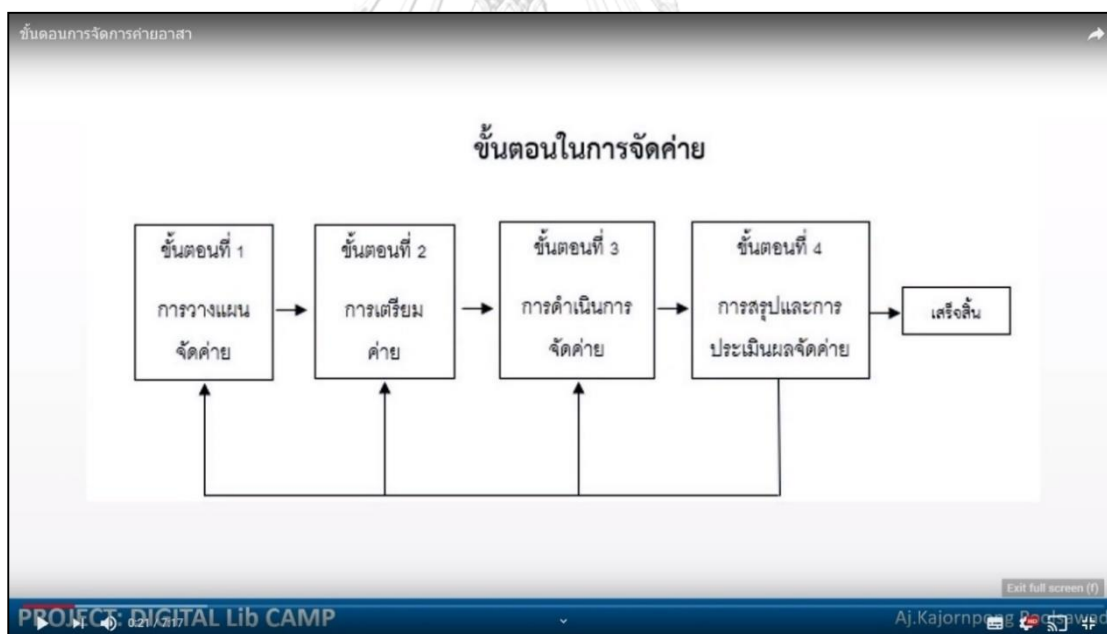 ขั้นตอนการจัดการค่ายอาสา
ขั้นตอนในการจัดค่าย
ขั้นตอนที่ 1
การวางแผน
จัดค่าย
ขั้นตอนที่ 2
การเตรียม
ค่าย
ขั้นตอนที่ 3
การดำเนินการ
จัดค่าย
ขั้นตอนที่ 4
การสรุปและการ
ประเมินผลจัดค่าย
เสร็จสิ้น
Exit full screen (f)
PROJECT: DIGITAL Lib CAMP
0:21 / 7:17
Aj.Kajornpong